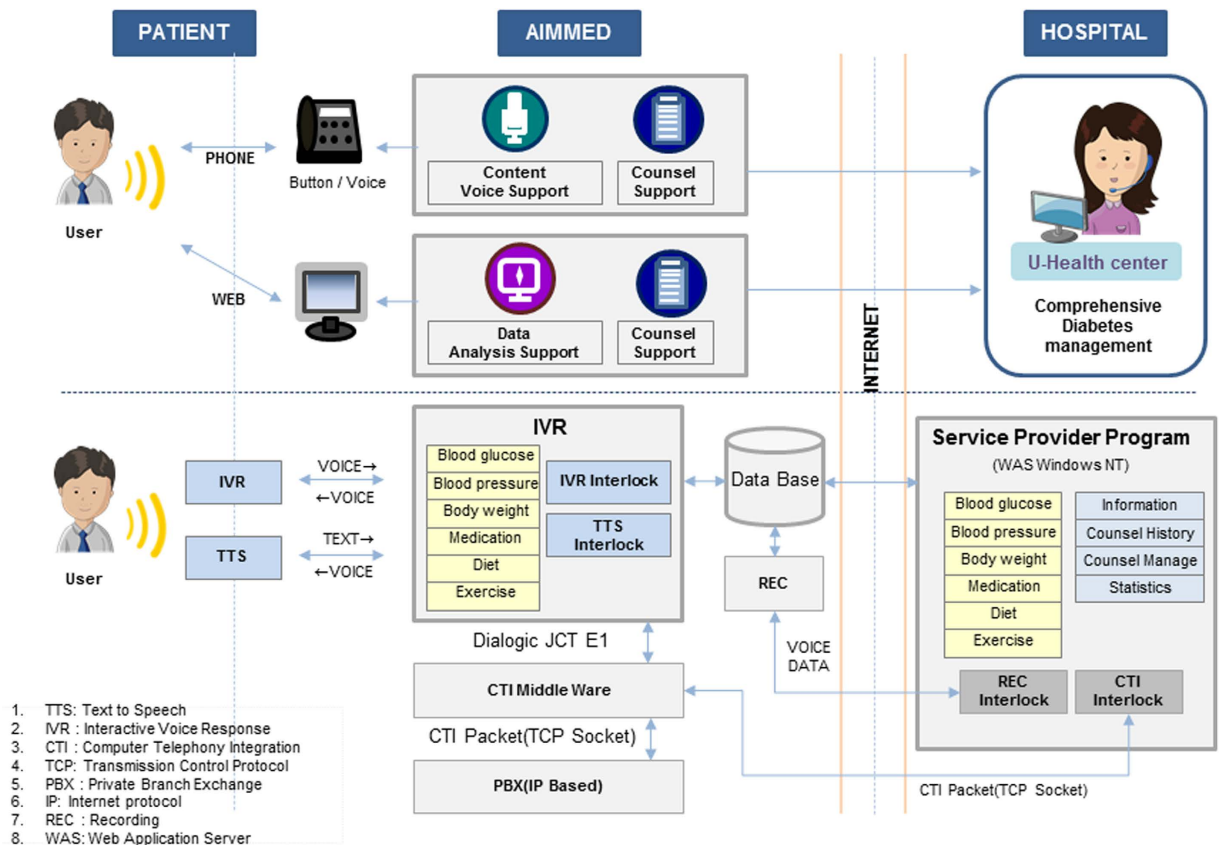 PATIENT
AIMMED
HOSPITAL
User
PHONE
Button / Voice
Content
Voice Support
Counsel
Support
WEB
Data
Analysis Support
Counsel
Support
INTERNET
U-Health center
Comprehensive
Diabetes
management
User
IVR
TTS
VOICE→
←VOICE
TEXT→
←VOICE
IVR
Blood glucose
Blood pressure
Body weight
Medication
Diet
Exercise
IVR Interlock
TTS
Interlock
Data Base
REC
VOICE
DATA
Service Provider Program
(WAS Windows NT)
Blood glucose
Blood pressure
Body weight
Medication
Diet
Exercise
Information
Counsel History
Counsel Manage
Statistics
REC
Interlock
CTI
Interlock
Dialogic JCT E1
CTI Middle Ware
CTI Packet(TCP Socket)
PBX(IP Based)
CTI Packet(TCP Socket)
1. TTS: Text to Speech
2. IVR : Interactive Voice Response
3. CTI : Computer Telephony Integration
4. TCP: Transmission Control Protocol
5. PBX : Private Branch Exchange
6. IP: Internet protocol
7. REC : Recording
8. WAS: Web Application Server